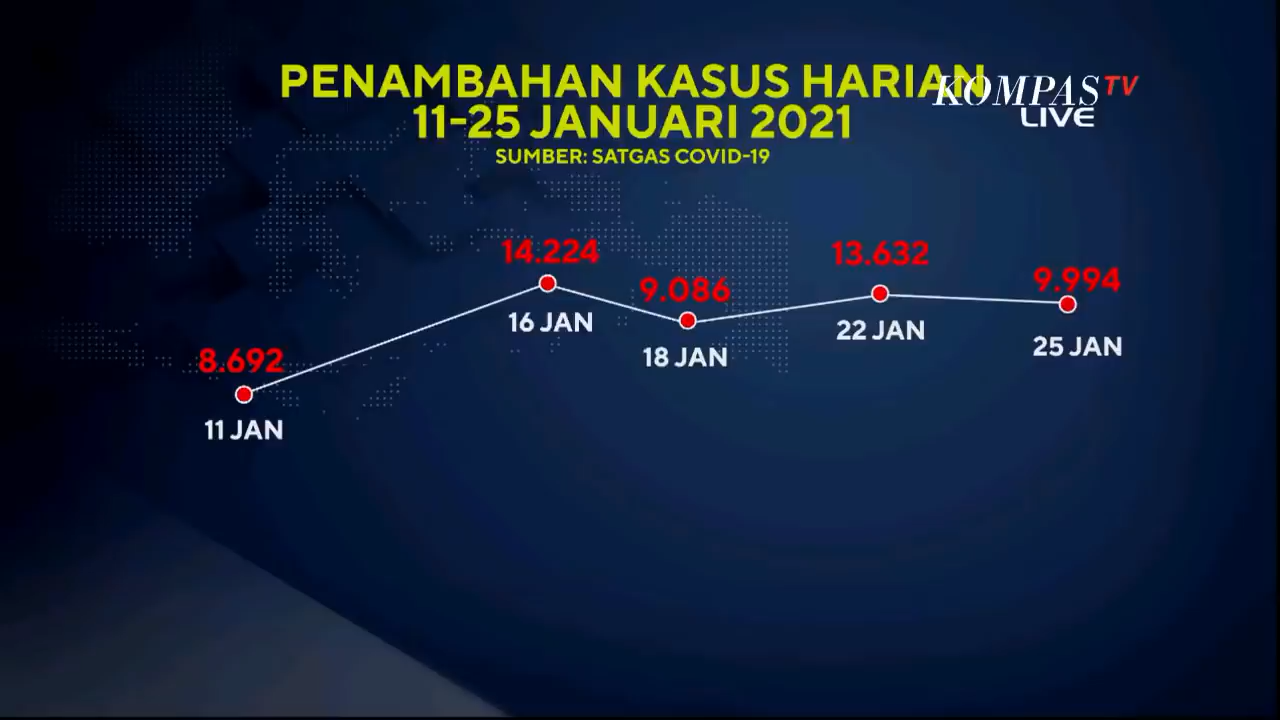 PENAMBAHAN KASUS HARIAN
11-25 JANUARI 2021
SUMBER: SATGAS COVID-19
KOMPAS TV
LIVE
8.692
11 JAN
14.224
16 JAN
9.086
18 JAN
13.632
22 JAN
9.994
25 JAN